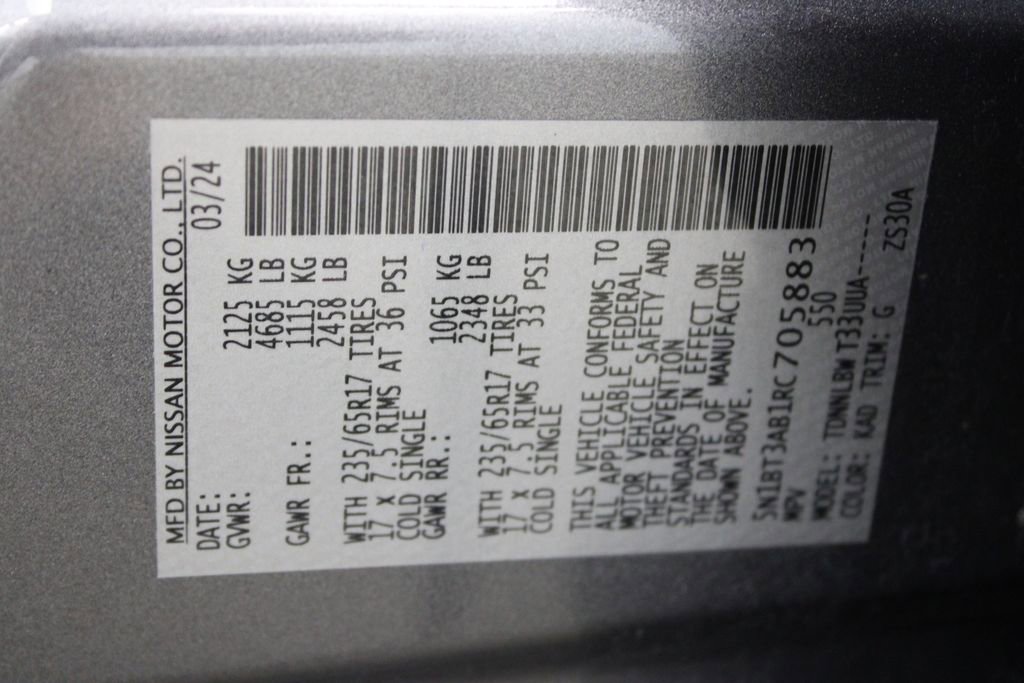 MFD BY NISSAN MOTOR CO., LTD.
DATE: 03/24
GVWR: 2125 KG
4685 LB
GAWR FR.: 1115 KG
2458 LB
WITH 235/65R17 TIRES
17 X 7.5 RIMS AT 36 PSI
COLD SINGLE
GAWR RR.: 1065 KG
2348 LB
WITH 235/65R17 TIRES
17 X 7.5 RIMS AT 33 PSI
COLD SINGLE
THIS VEHICLE CONFORMS TO
ALL APPLICABLE FEDERAL
MOTOR VEHICLE SAFETY AND
THEFT PREVENTION
STANDARDS IN EFFECT ON
THE DATE OF MANUFACTURE
SHOWN ABOVE.
5N1BT3AB1RC705883
MPV 550
MODEL: TDNNLBWT33UUA-----
COLOR: KAD TRIM: G ZS30A